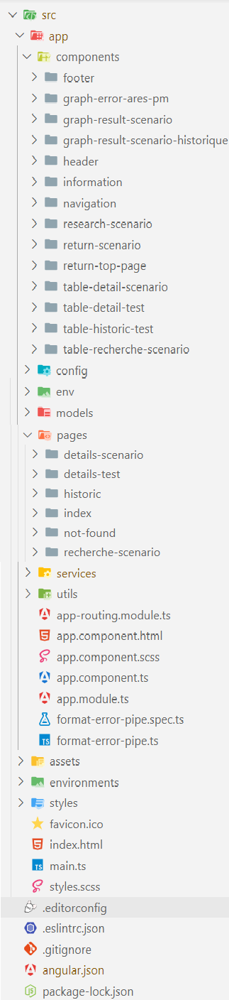 src
app
components
footer
graph-error-ares-pm
graph-result-scenario
graph-result-scenario-historique
header
information
navigation
research-scenario
return-scenario
return-top-page
table-detail-scenario
table-detail-test
table-historic-test
table-recherche-scenario
config
env
models
pages
details-scenario
details-test
historic
index
not-found
recherche-scenario
services
utils
app-routing.module.ts
app.component.html
app.component.scss
app.component.ts
app.module.ts
format-error-pipe.spec.ts
TS format-error-pipe.ts
assets
environments
styles
favicon.ico
index.html
TS main.ts
styles.scss
.editorconfig
.eslintrc.json
.gitignore
angular.json
package-lock.json